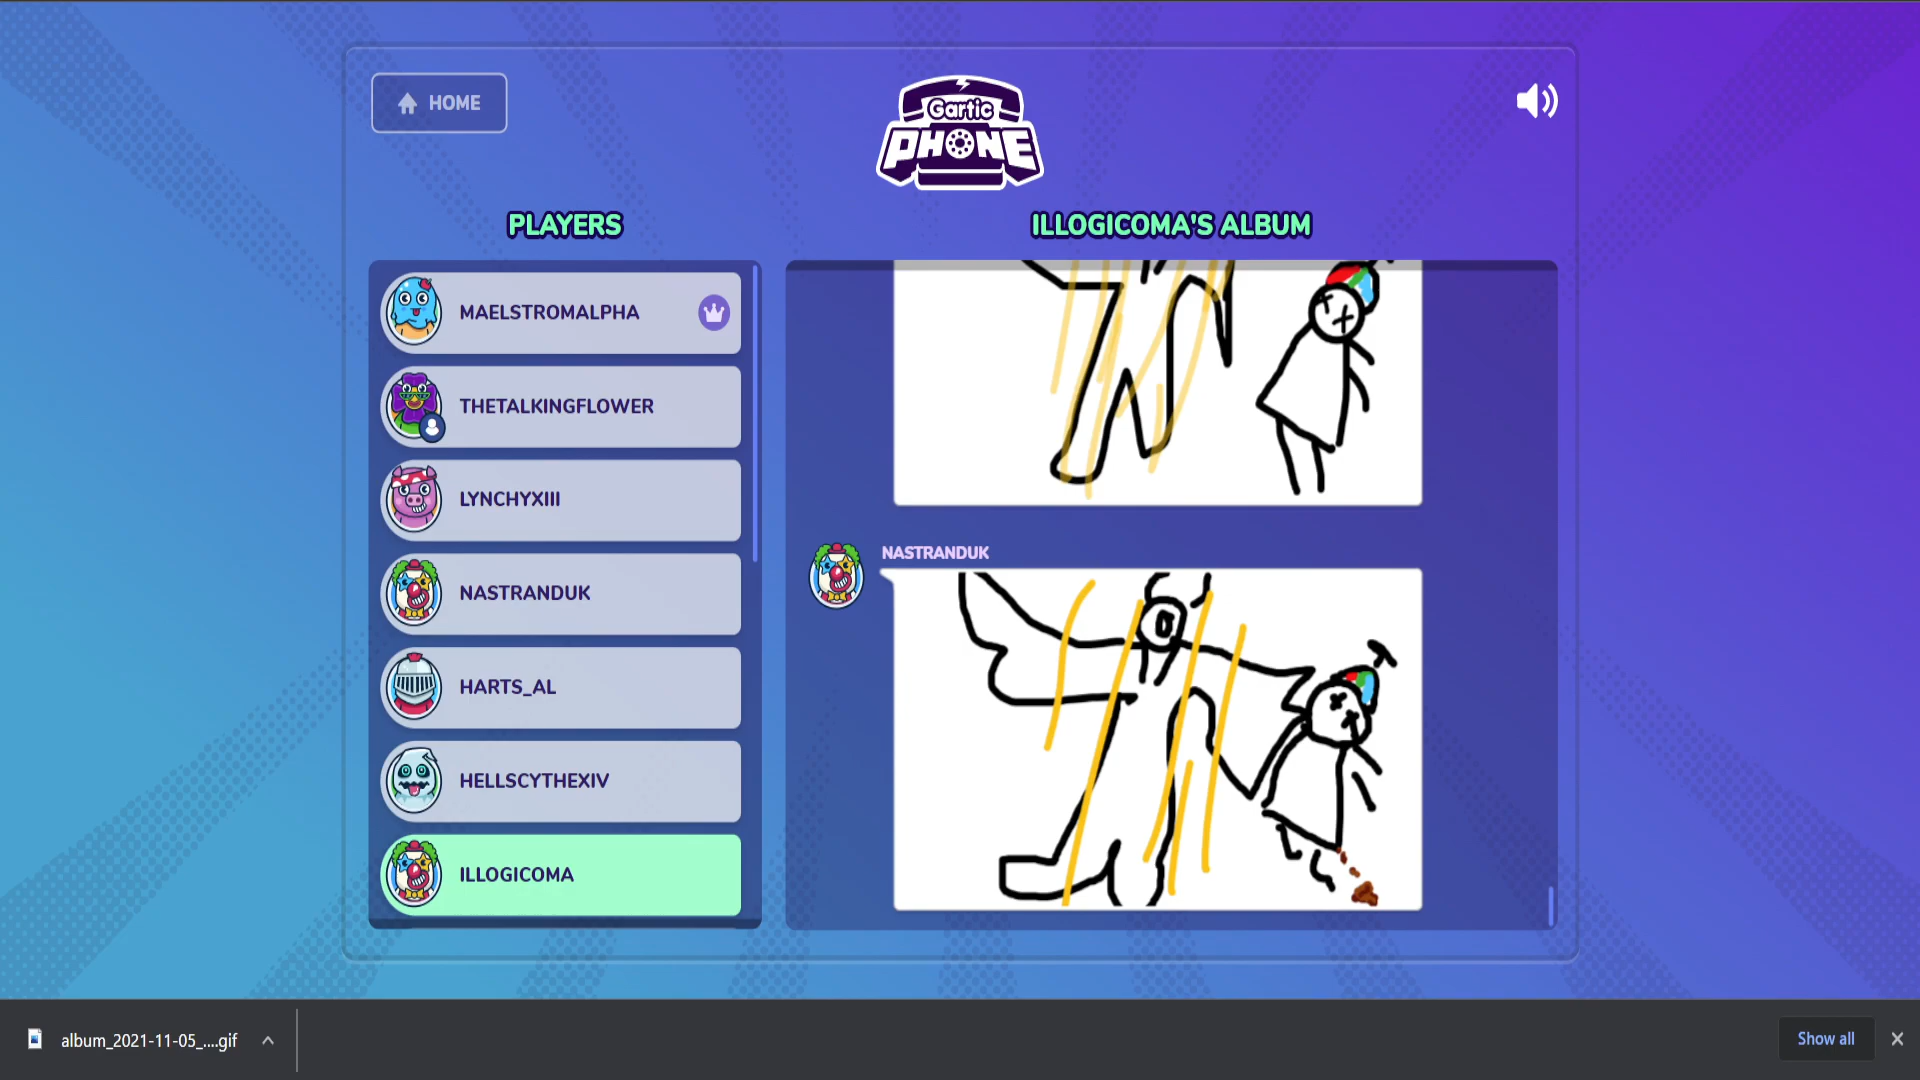 HOME
Gartic
PHONE
PLAYERS
ILLOGICOMA'S ALBUM
MAELSTROMALPHA
THETALKINGFLOWER
LYNCHYXIII
NASTRANDUK
HARTS_AL
HELLSCYTHEXIV
ILLOGICOMA
NASTRANDUK
album_2021-11-05_....gif
Show all